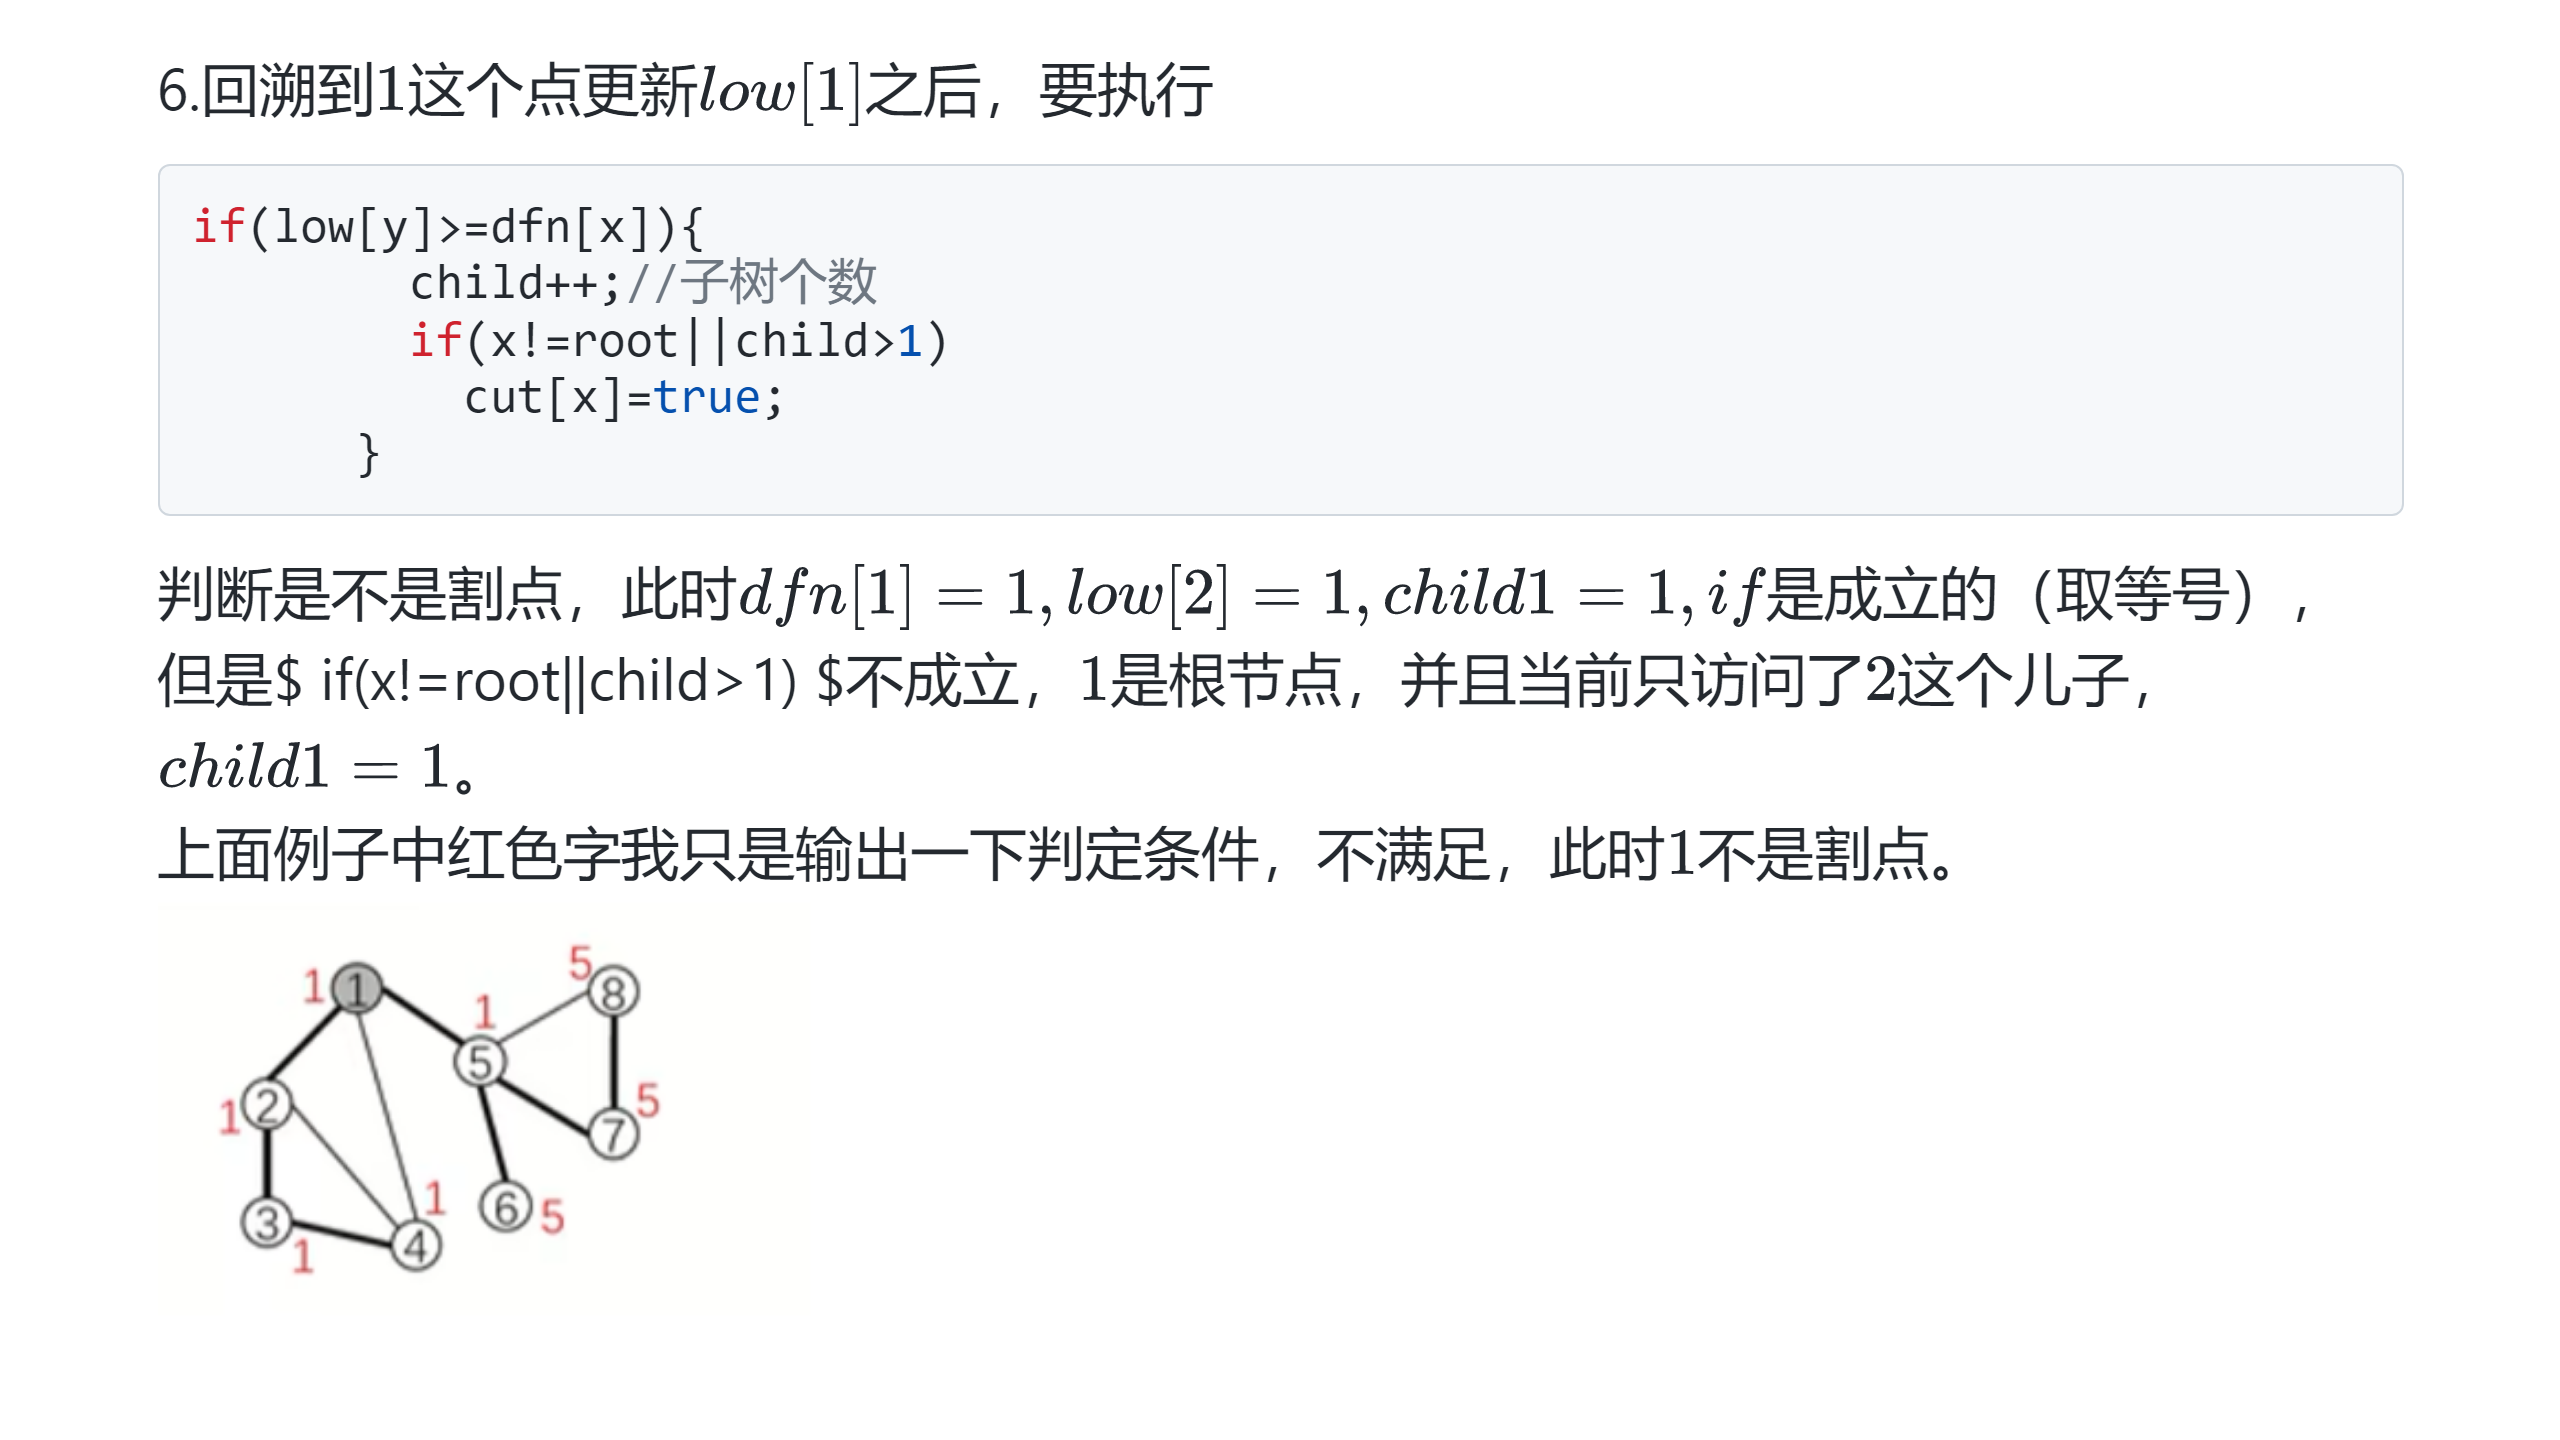 6.回溯到1这个点更新low[1]之后，要执行
if(low[y]>=dfn[x]){
child++;//子树个数
if(x!=root||child>1)
cut[x]=true;
}
判断是不是割点，此时dfn[1] = 1, low[2] = 1, child1 = 1, if是成立的（取等号），
但是$ if(x!=root||child>1) $不成立，1是根节点，并且当前只访问了2这个儿子，
child1 = 1。
上面例子中红色字我只是输出一下判定条件，不满足，此时1不是割点。
5
8
1
1
1
5
5
7
2
1
1
6
5
3
4
1